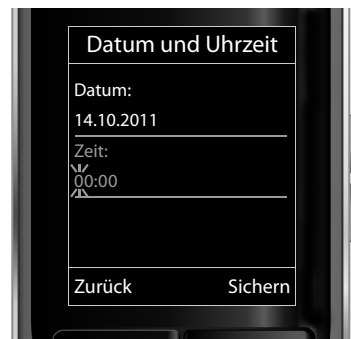 Datum und Uhrzeit
Datum:
14.10.2011
Zeit:
00:00
Zurück Sichern